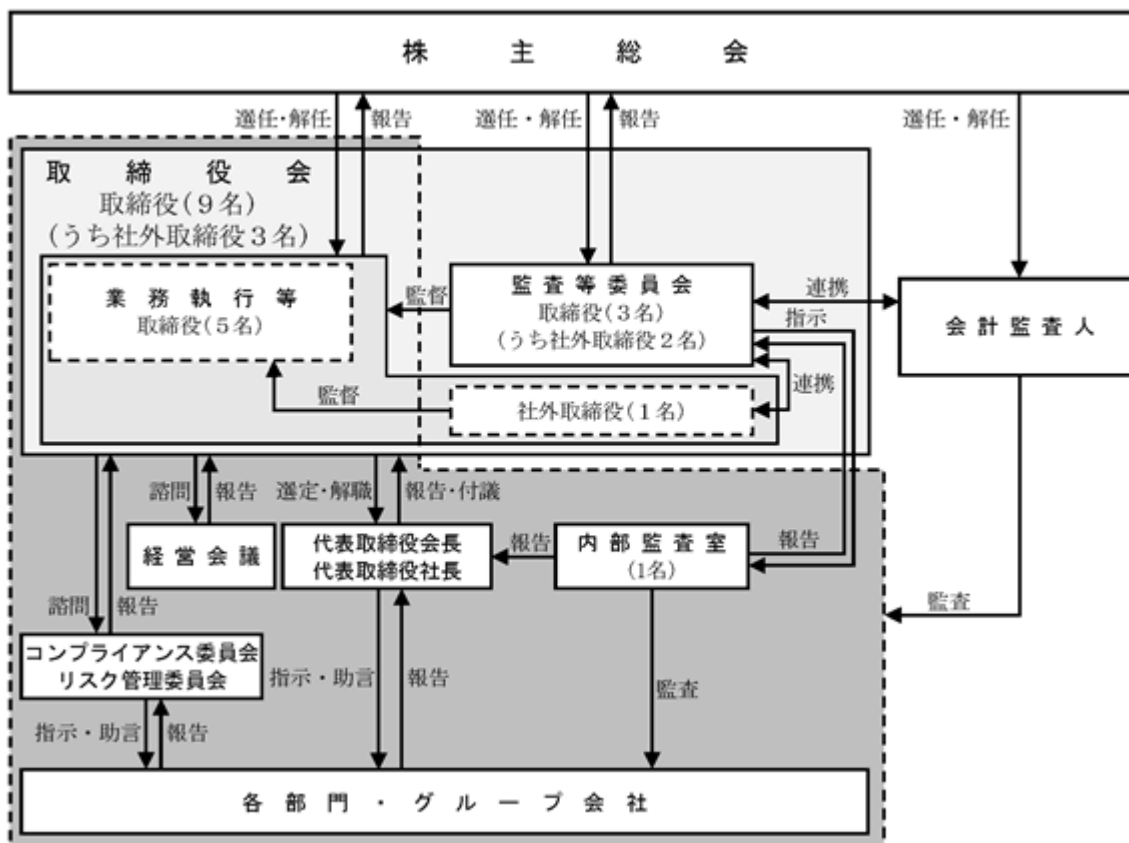 株主総会
選任・解任
報告
選任・解任
報告
選任・解任
取締役会
取締役(9名)
(うち社外取締役3名)
業務執行等
取締役(5名)
監督
監査等委員会
取締役(3名)
(うち社外取締役2名)
連携
指示
会計監査人
監督
社外取締役(1名)
連携
諮問
報告
選定・解職
報告・付議
経営会議
代表取締役会長
代表取締役社長
報告
内部監査室
(1名)
報告
諮問
報告
監査
コンプライアンス委員会
リスク管理委員会
指示・助言
報告
監査
指示・助言
報告
各部門・グループ会社